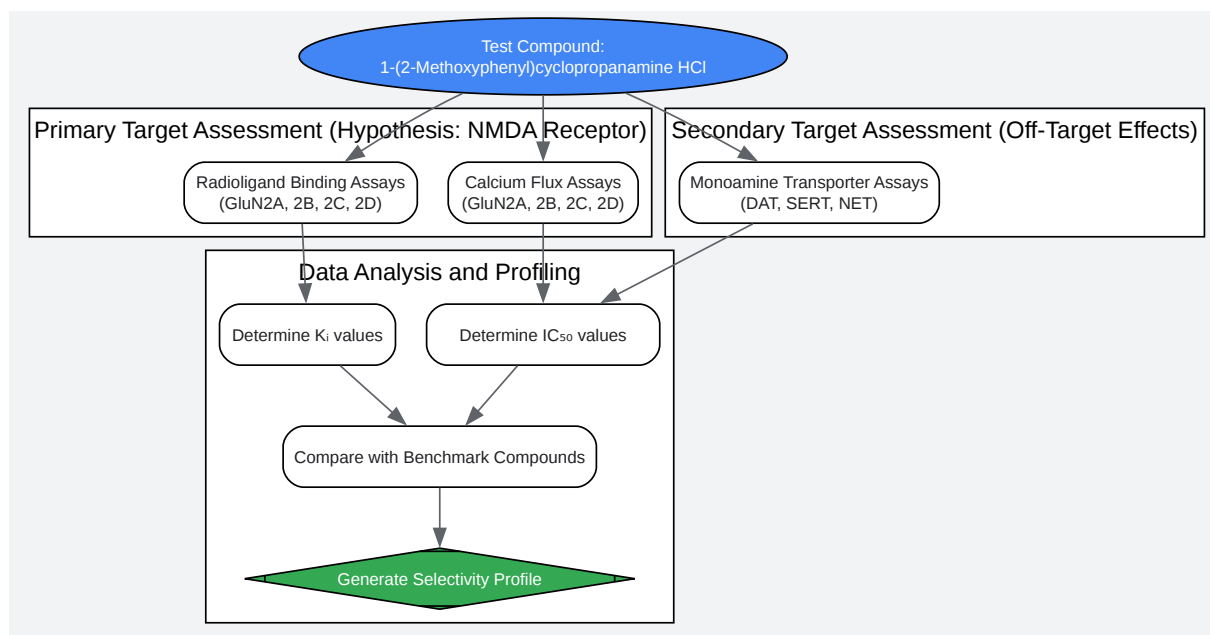 Test Compound:
1-(2-Methoxyphenyl)cyclopropanamine HCl
Primary Target Assessment (Hypothesis: NMDA Receptor)
Secondary Target Assessment (Off-Target Effects)
Radioligand Binding Assays
(GluN2A, 2B, 2C, 2D)
Calcium Flux Assays
(GluN2A, 2B, 2C, 2D)
Monoamine Transporter Assays
(DAT, SERT, NET)
Data Analysis and Profiling
Determine Kᵢ values
Determine IC₅₀ values
Compare with Benchmark Compounds
Generate Selectivity Profile